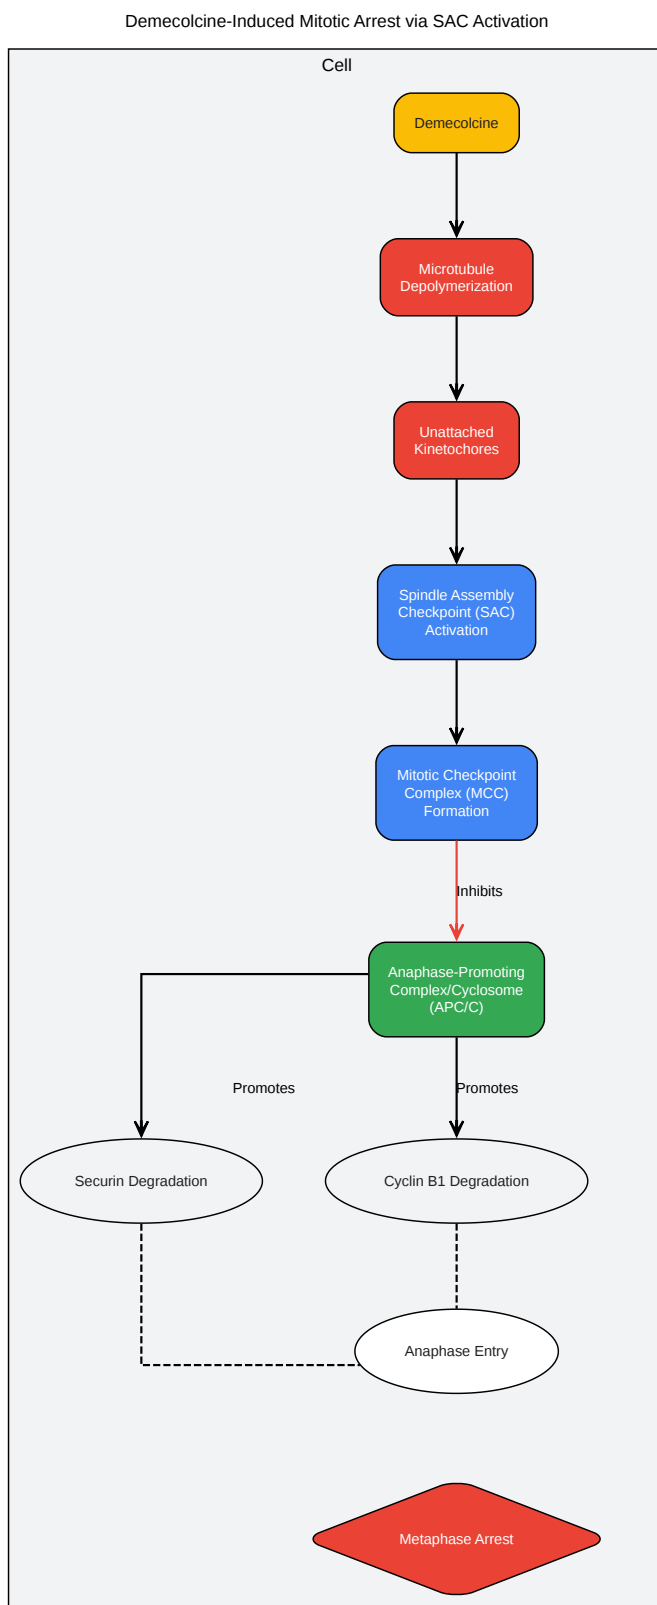 Demecolcine-Induced Mitotic Arrest via SAC Activation
Cell
Demecolcine
Microtubule
Depolymerization
Unattached
Kinetochores
Spindle Assembly
Checkpoint (SAC)
Activation
Mitotic Checkpoint
Complex (MCC)
Formation
Inhibits
Anaphase-Promoting
Complex/Cyclosome
(APC/C)
Promotes
Promotes
Securin Degradation
Cyclin B1 Degradation
Anaphase Entry
Metaphase Arrest